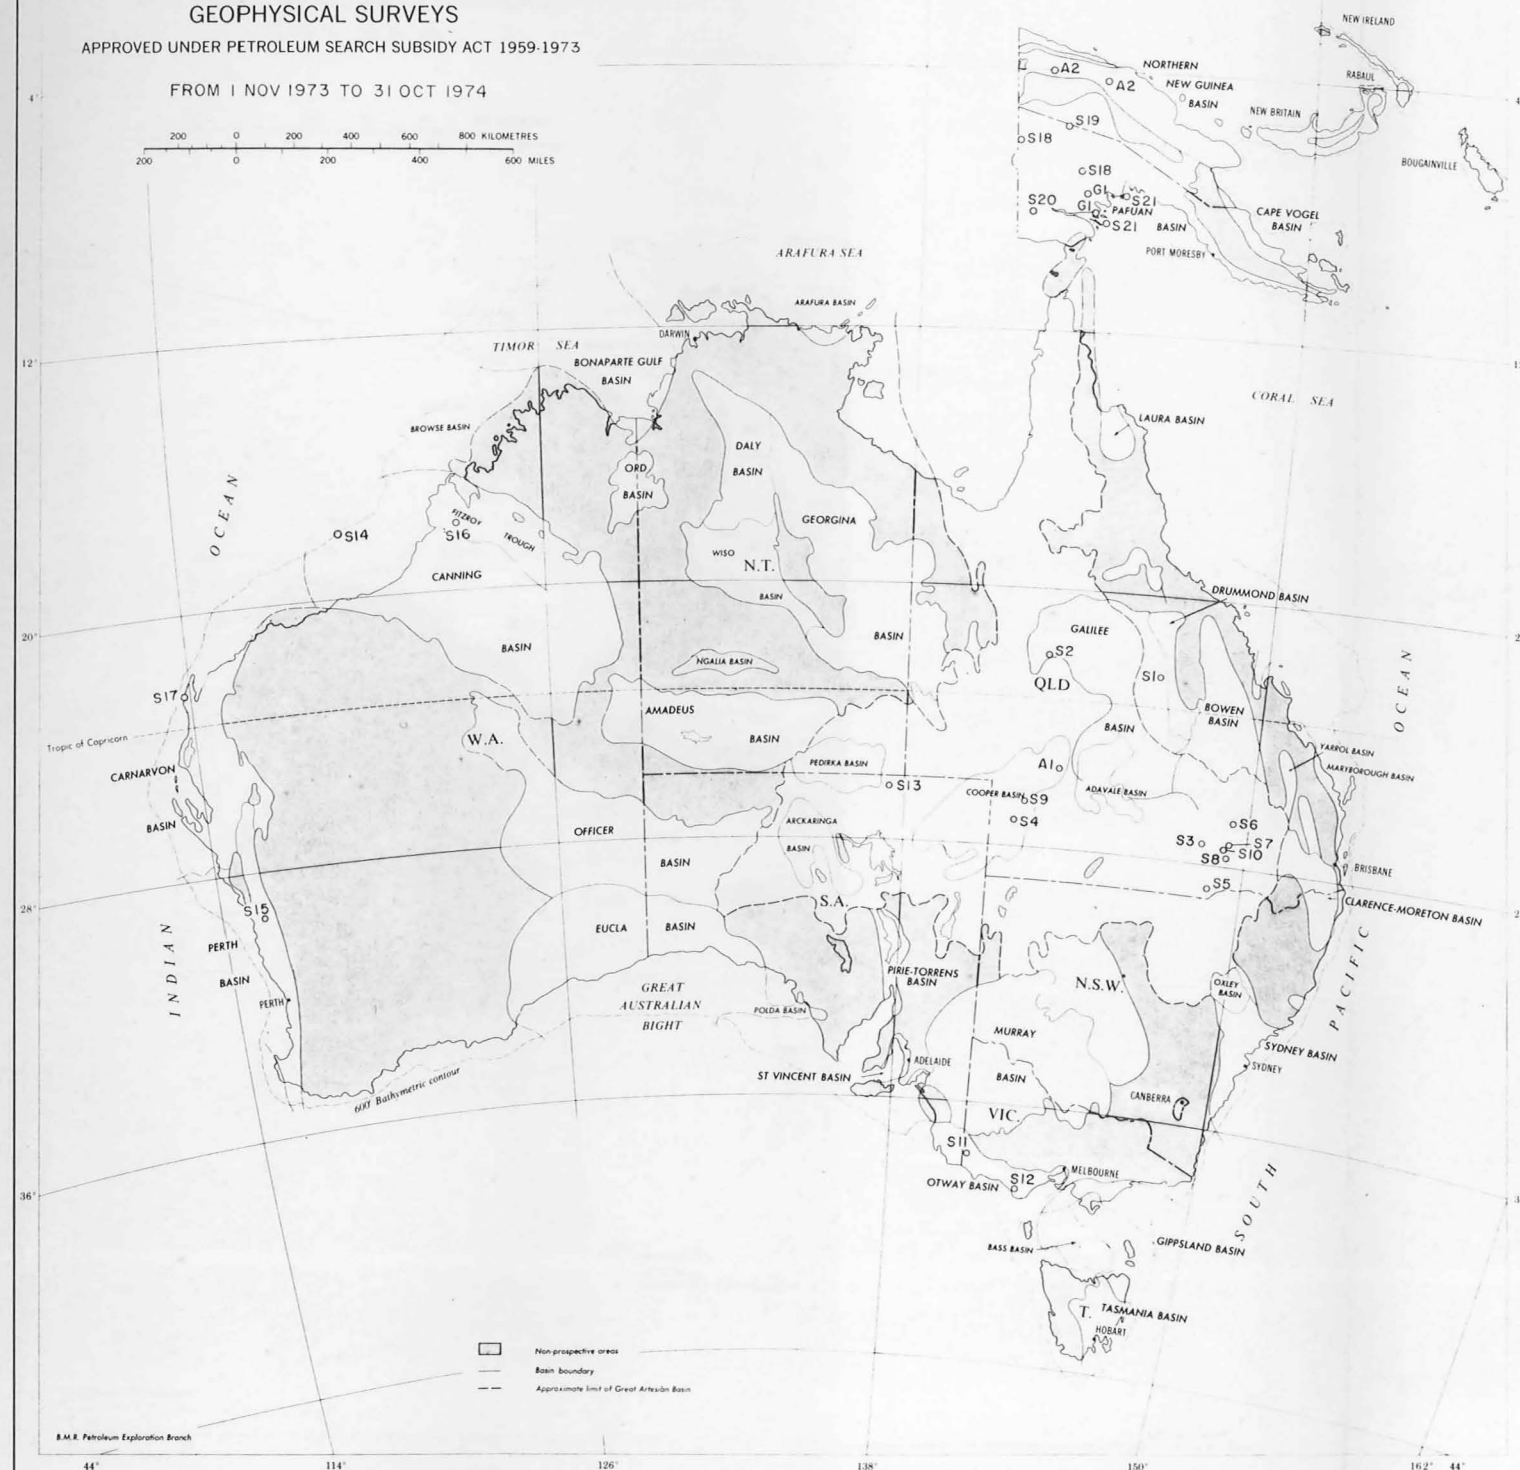 GEOPHYSICAL SURVEYS
APPROVED UNDER PETROLEUM SEARCH SUBSIDY ACT 1959-1973
FROM 1 NOV 1973 TO 31 OCT 1974
200 0 200 400 600 800 KILOMETRES
200 0 200 400 600 MILES
NEW IRELAND
RABAUL
NORTHERN
NEW GUINEA
BASIN
NEW BRITAIN
BOUGAINVILLE
A2
A2
S19
S18
S18
G1
S21
S20
G1
PAFUAN
BASIN
S21
CAPE VOGEL
BASIN
PORT MORESBY
4°
ARAFURA SEA
ARAFURA BASIN
DARWIN
TIMOR SEA
BONAPARTE GULF
BASIN
12°
CORAL SEA
BROWSE BASIN
LAURA BASIN
DALY
BASIN
ORD
BASIN
OCEAN
S14
FITZROY
TROUGH
S16
GEORGINA
WISO
N.T.
BASIN
CANNING
DRUMMOND BASIN
20°
GALILEE
BASIN
BASIN
S2
NGALIA BASIN
QLD
S1
S17
OCEAN
AMADEUS
BASIN
BOWEN
BASIN
BASIN
Tropic of Capricorn
W.A.
YARROL BASIN
MARYBOROUGH BASIN
CARNARVON
BASIN
PEDIRKA BASIN
S13
A1
COOPER BASIN
S9
ADAVALE BASIN
S4
OFFICER
BASIN
ARCKARINGA
BASIN
S6
S3
S7
S10
S8
S5
BRISBANE
CLARENCE-MORETON BASIN
28°
S15
S.A.
EUCLA BASIN
INDIAN
PERTH
BASIN
PERTH
PIRIE-TORRENS
BASIN
N.S.W.
OXLEY
BASIN
PACIFIC
GREAT
AUSTRALIAN
BIGHT
POLDA BASIN
MURRAY
BASIN
SYDNEY BASIN
SYDNEY
ADELAIDE
ST VINCENT BASIN
600' Bathymetric contour
CANBERRA
VIC.
S11
MELBOURNE
OTWAY BASIN
S12
36°
SOUTH
BASS BASIN
GIPPSLAND BASIN
T.
TASMANIA BASIN
HOBART
Non-prospective areas
Basin boundary
Approximate limit of Great Artesian Basin
B.M.R. Petroleum Exploration Branch
44° 114° 126° 138° 150° 162° 44°